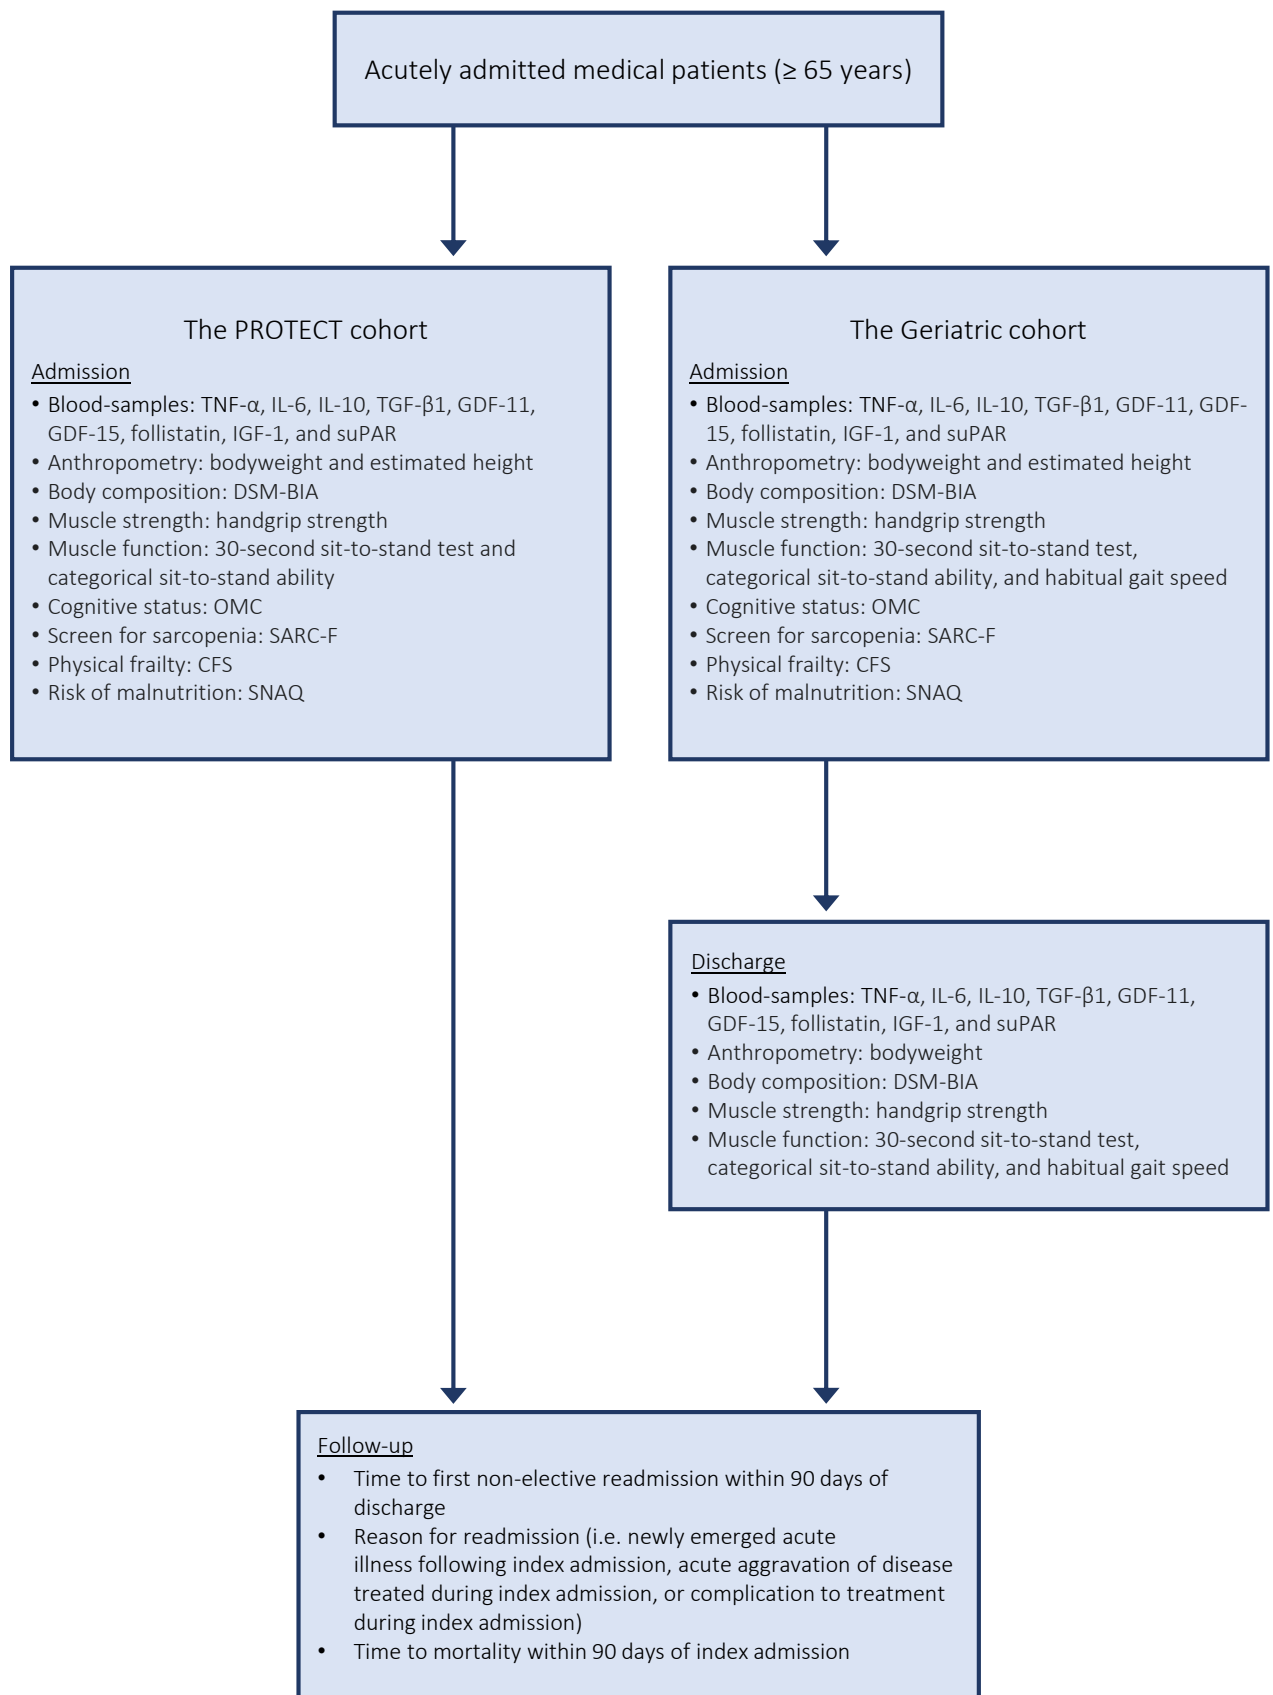 Acutely admitted medical patients (≥ 65 years)
The PROTECT cohort
Admission
• Blood-samples: TNF-α, IL-6, IL-10, TGF-β1, GDF-11,
GDF-15, follistatin, IGF-1, and suPAR
• Anthropometry: bodyweight and estimated height
• Body composition: DSM-BIA
• Muscle strength: handgrip strength
• Muscle function: 30-second sit-to-stand test and
categorical sit-to-stand ability
• Cognitive status: OMC
• Screen for sarcopenia: SARC-F
• Physical frailty: CFS
• Risk of malnutrition: SNAQ
The Geriatric cohort
Admission
• Blood-samples: TNF-α, IL-6, IL-10, TGF-β1, GDF-11, GDF-
15, follistatin, IGF-1, and suPAR
• Anthropometry: bodyweight and estimated height
• Body composition: DSM-BIA
• Muscle strength: handgrip strength
• Muscle function: 30-second sit-to-stand test,
categorical sit-to-stand ability, and habitual gait speed
• Cognitive status: OMC
• Screen for sarcopenia: SARC-F
• Physical frailty: CFS
• Risk of malnutrition: SNAQ
Discharge
• Blood-samples: TNF-α, IL-6, IL-10, TGF-β1, GDF-11,
GDF-15, follistatin, IGF-1, and suPAR
• Anthropometry: bodyweight
• Body composition: DSM-BIA
• Muscle strength: handgrip strength
• Muscle function: 30-second sit-to-stand test,
categorical sit-to-stand ability, and habitual gait speed
Follow-up
• Time to first non-elective readmission within 90 days of
discharge
• Reason for readmission (i.e. newly emerged acute
illness following index admission, acute aggravation of disease
treated during index admission, or complication to treatment
during index admission)
• Time to mortality within 90 days of index admission